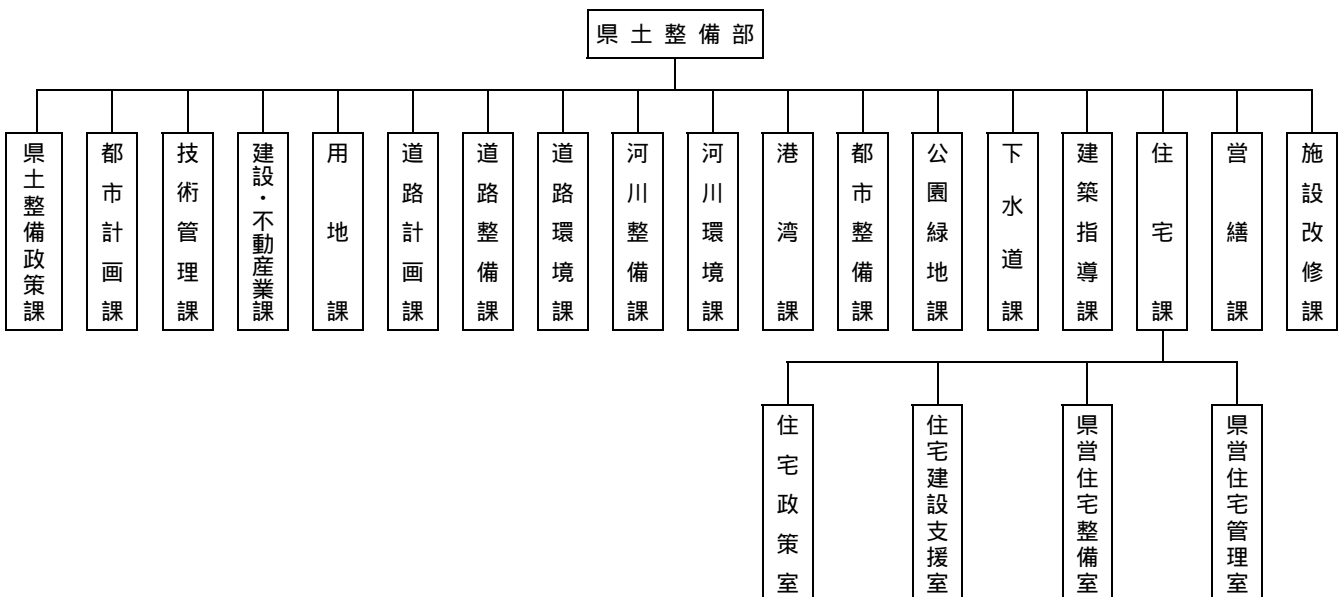 県土整備部
県土整備政策課
都市計画課
技術管理課
建設・不動産業課
用地課
道路計画課
道路整備課
道路環境課
河川整備課
河川環境課
港湾課
都市整備課
公園緑地課
下水道課
建築指導課
住宅課
営繕課
施設改修課
住宅政策室
住宅建設支援室
県営住宅整備室
県営住宅管理室